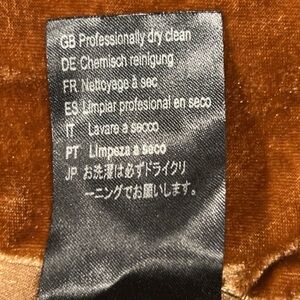 GB Professionally dry clean
DE Chemisch reinigung
FR Nettoyage à sec
ES Limpiar profesional en seco
IT Lavare a secco
PT Limpeza a seco
JP お洗濯は必ずドライクリ
ーニングでお願いします。